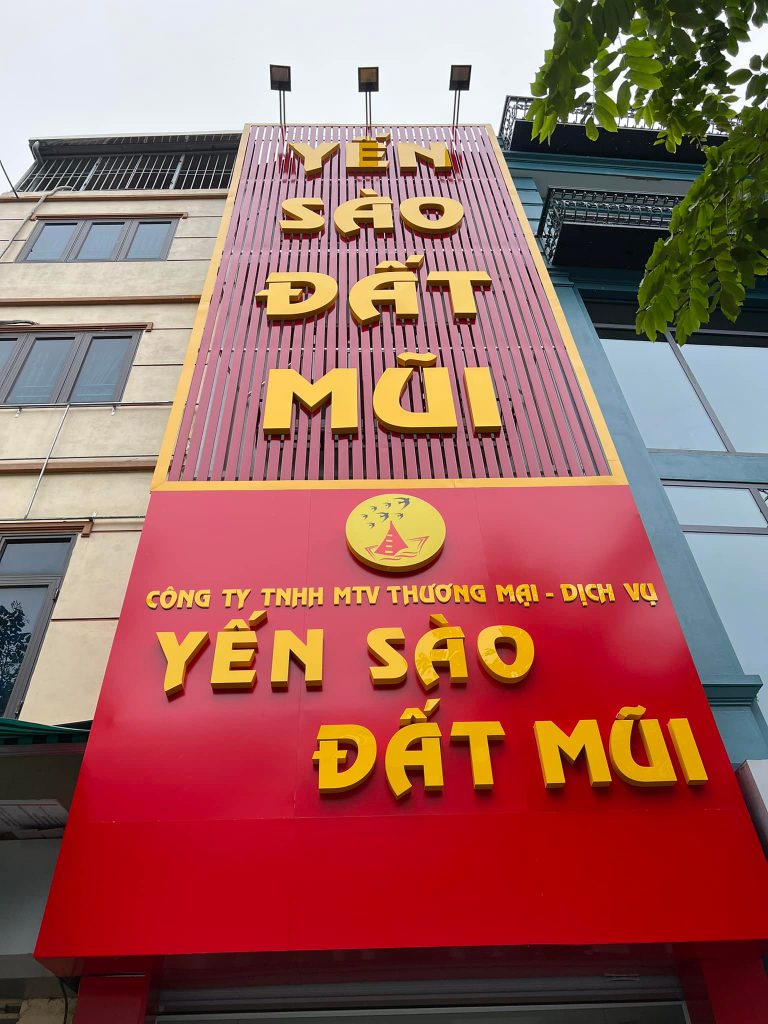 YẾN
SÀO
ĐẤT
MŨI
CÔNG TY TNHH MTV THƯƠNG MẠI - DỊCH VỤ
YẾN SÀO
ĐẤT MŨI